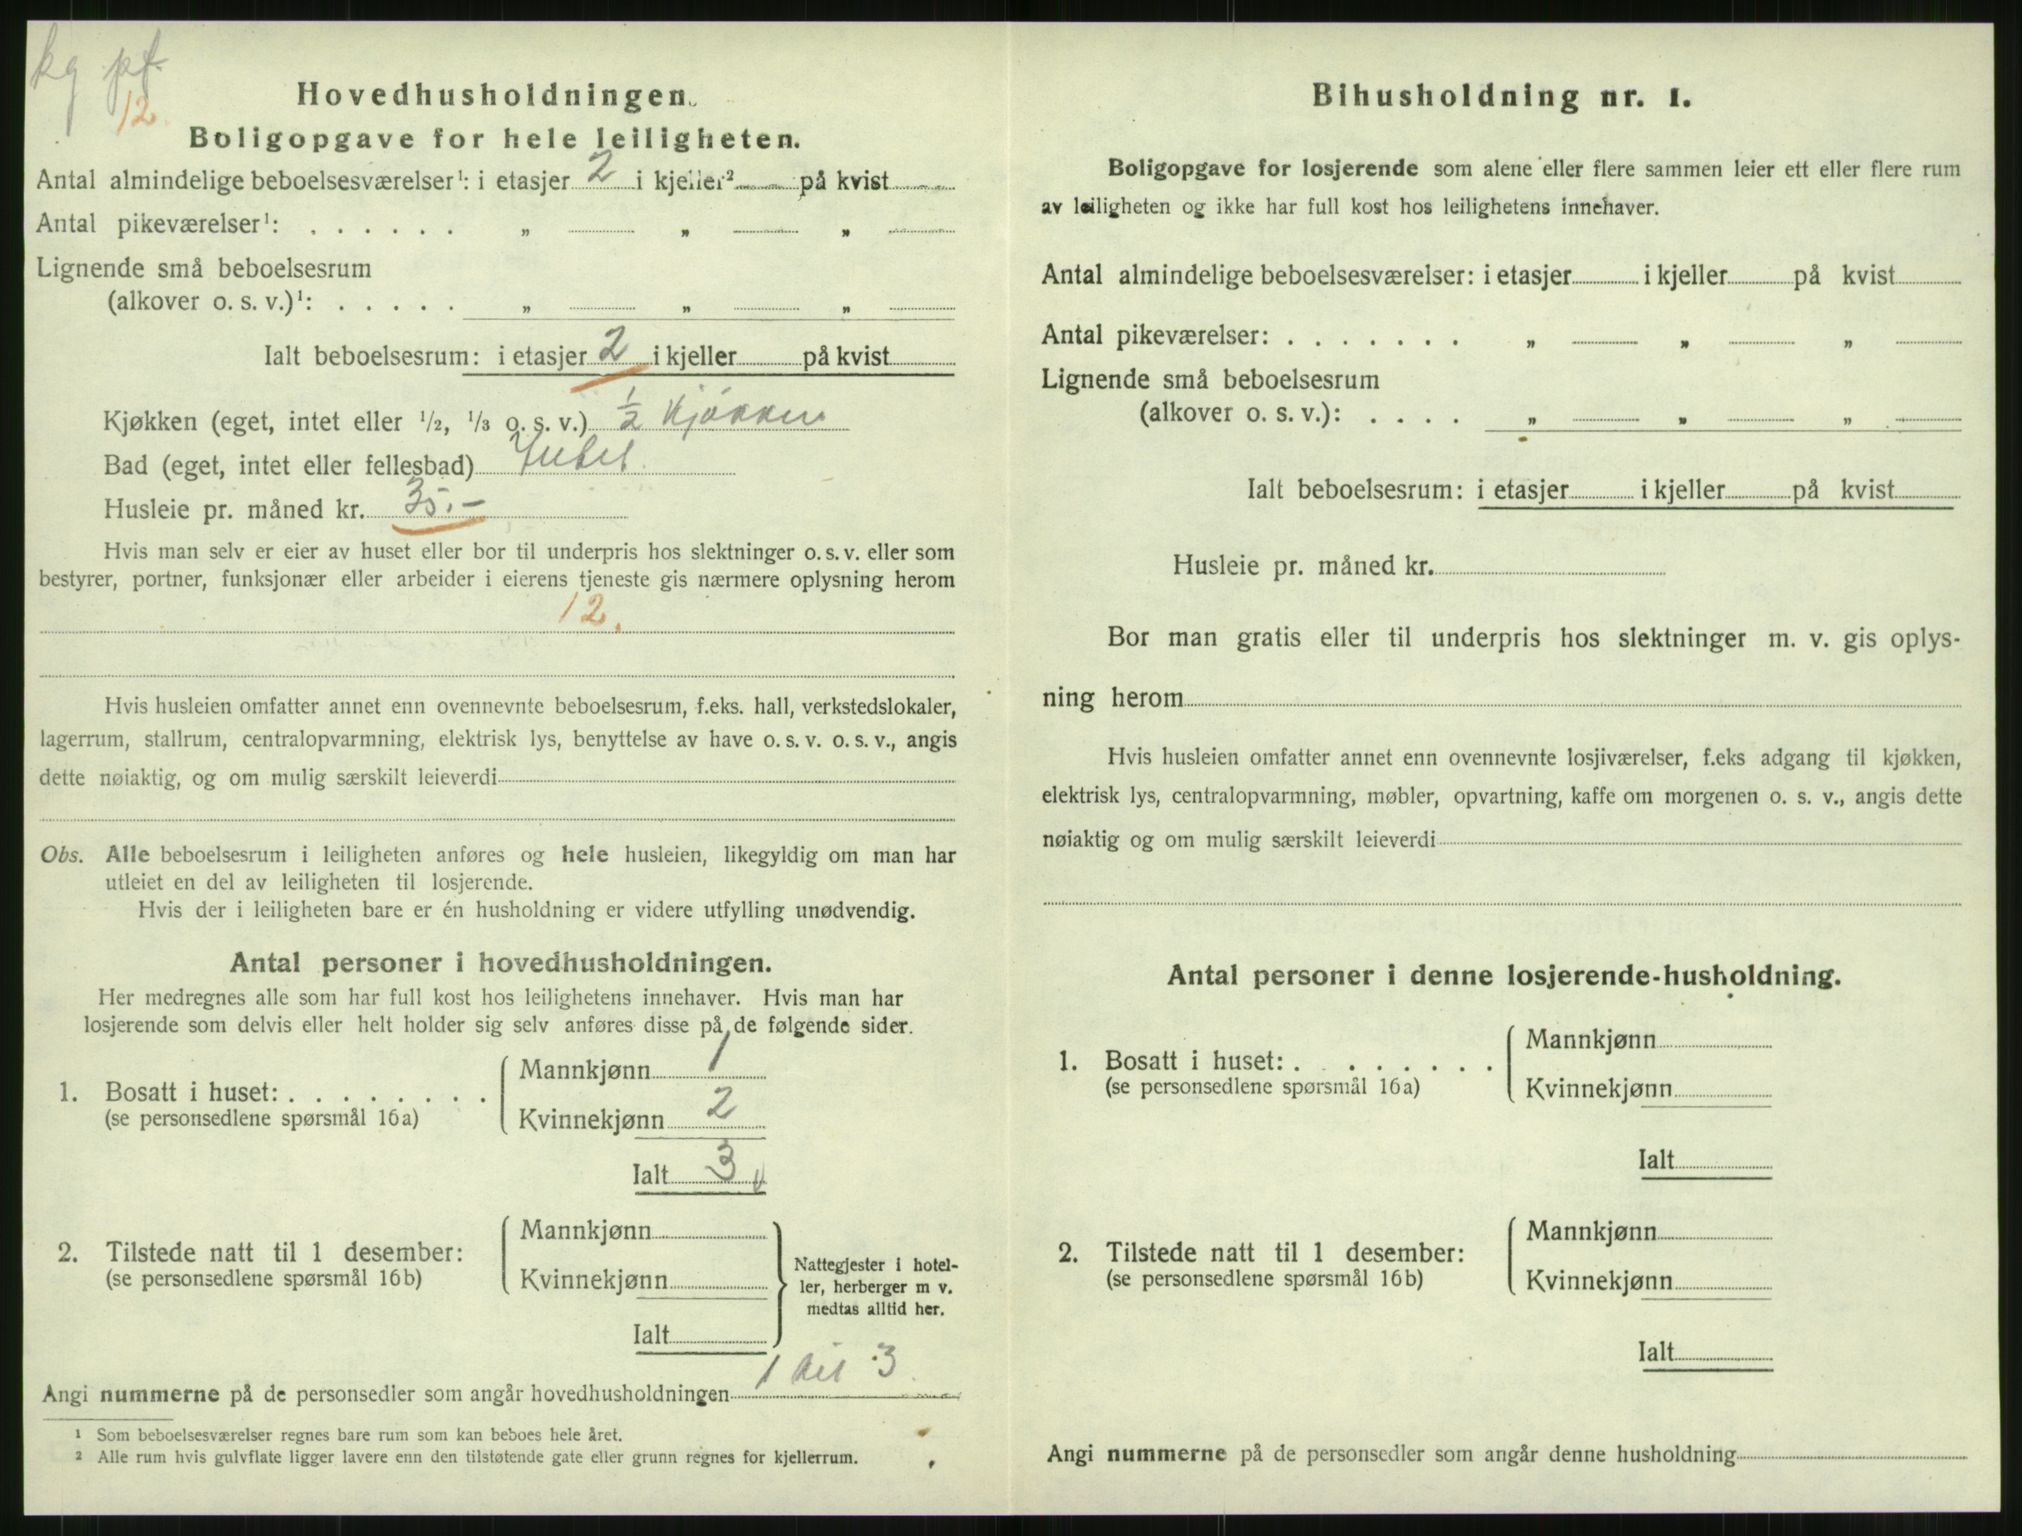 kg pf.
12.
Hovedhusholdningen.
Boligopgave for hele leiligheten.
Antal almindelige beboelsesværelser¹: i etasjer 2 i kjeller² på kvist
Antal pikeværelser¹: . . . . . . „ „ „
Lignende små beboelsesrum
(alkover o. s. v.)¹: . . . . . „ „ „
Ialt beboelsesrum: i etasjer 2 i kjeller på kvist
Kjøkken (eget, intet eller 1/2, 1/3 o. s. v.) 1/2 Kjøkken
Bad (eget, intet eller fellesbad) Intet
Husleie pr. måned kr. 35.-
Hvis man selv er eier av huset eller bor til underpris hos slektninger o. s. v. eller som
bestyrer, portner, funksjonær eller arbeider i eierens tjeneste gis nærmere oplysning herom
12.
Hvis husleien omfatter annet enn ovennevnte beboelsesrum, f.eks. hall, verkstedslokaler,
lagerrum, stallrum, centralopvarmning, elektrisk lys, benyttelse av have o. s. v. o. s. v., angis
dette nøiaktig, og om mulig særskilt leieverdi
Obs. Alle beboelsesrum i leiligheten anføres og hele husleien, likegyldig om man har
utleiet en del av leiligheten til losjerende.
Hvis der i leiligheten bare er én husholdning er videre utfylling unødvendig.
Antal personer i hovedhusholdningen.
Her medregnes alle som har full kost hos leilighetens innehaver. Hvis man har
losjerende som delvis eller helt holder sig selv anføres disse på de følgende sider.
1. Bosatt i huset: . . . . . . . .
(se personsedlene spørsmål 16a)
Mannkjønn 1
Kvinnekjønn 2
Ialt 3
2. Tilstede natt til 1 desember:
(se personsedlene spørsmål 16b)
Mannkjønn
Kvinnekjønn
Ialt
Nattegjester i hotel-
ler, herberger m v.
medtas alltid her.
Angi nummerne på de personsedler som angår hovedhusholdningen 1 til 3.
¹ Som beboelsesværelser regnes bare rum som kan beboes hele året.
² Alle rum hvis gulvflate ligger lavere enn den tilstøtende gate eller grunn regnes for kjellerrum.
Bihusholdning nr. 1.
Boligopgave for losjerende som alene eller flere sammen leier ett eller flere rum
av leiligheten og ikke har full kost hos leilighetens innehaver.
Antal almindelige beboelsesværelser: i etasjer i kjeller på kvist
Antal pikeværelser: . . . . . . . „ „ „
Lignende små beboelsesrum
(alkover o. s. v.): . . . . „ „ „
Ialt beboelsesrum: i etasjer i kjeller på kvist
Husleie pr. måned kr.
Bor man gratis eller til underpris hos slektninger m. v. gis oplys-
ning herom
Hvis husleien omfatter annet enn ovennevnte losjiværelser, f.eks adgang til kjøkken,
elektrisk lys, centralopvarmning, møbler, opvartning, kaffe om morgenen o. s. v., angis dette
nøiaktig og om mulig særskilt leieverdi
Antal personer i denne losjerende-husholdning.
1. Bosatt i huset: . . . . . . . .
(se personsedlene spørsmål 16a)
Mannkjønn
Kvinnekjønn
Ialt
2. Tilstede natt til 1 desember:
(se personsedlene spørsmål 16b)
Mannkjønn
Kvinnekjønn
Ialt
Angi nummerne på de personsedler som angår denne husholdning